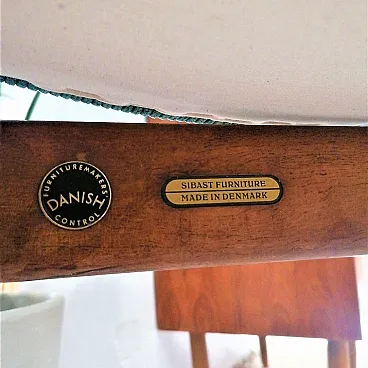 FURNITUREMAKERS'
DANISH
CONTROL
SIBAST FURNITURE
MADE IN DENMARK